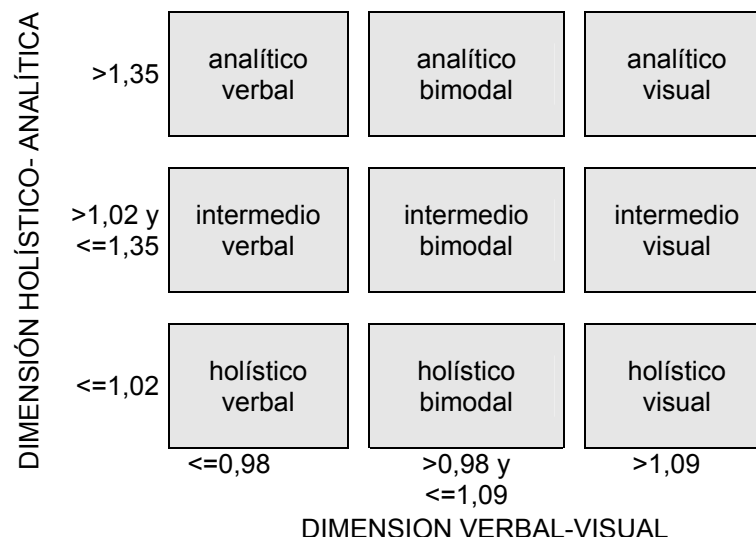 DIMENSIÓN HOLÍSTICO- ANALÍTICA
>1,35
analítico
verbal
analítico
bimodal
analítico
visual
>1,02 y
<=1,35
intermedio
verbal
intermedio
bimodal
intermedio
visual
<=1,02
holístico
verbal
holístico
bimodal
holístico
visual
<=0,98
>0,98 y
<=1,09
>1,09
DIMENSION VERBAL-VISUAL